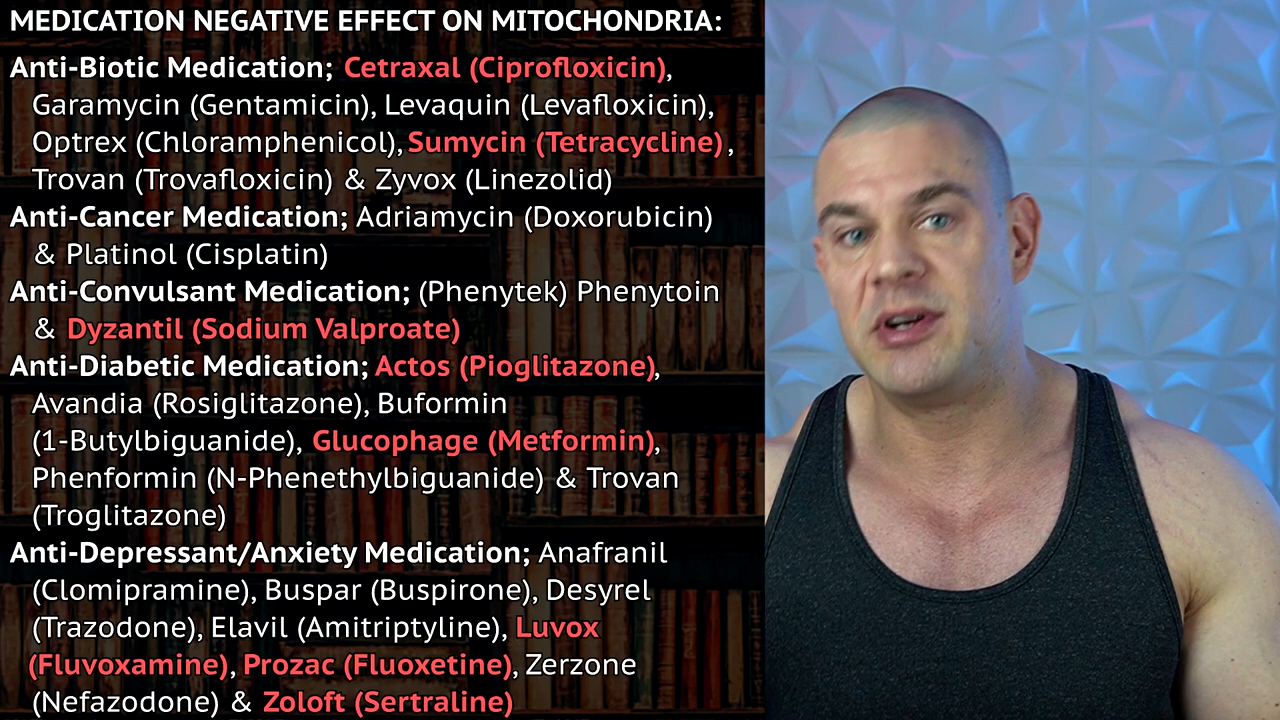 MEDICATION NEGATIVE EFFECT ON MITOCHONDRIA:
Anti-Biotic Medication; Cetraxal (Ciprofloxicin),
Garamycin (Gentamicin), Levaquin (Levafloxicin),
Optrex (Chloramphenicol), Sumycin (Tetracycline),
Trovan (Trovafloxicin) & Zyvox (Linezolid)
Anti-Cancer Medication; Adriamycin (Doxorubicin)
& Platinol (Cisplatin)
Anti-Convulsant Medication; (Phenytek) Phenytoin
& Dyzantil (Sodium Valproate)
Anti-Diabetic Medication; Actos (Pioglitazone),
Avandia (Rosiglitazone), Buformin
(1-Butylbiguanide), Glucophage (Metformin),
Phenformin (N-Phenethylbiguanide) & Trovan
(Troglitazone)
Anti-Depressant/Anxiety Medication; Anafranil
(Clomipramine), Buspar (Buspirone), Desyrel
(Trazodone), Elavil (Amitriptyline), Luvox
(Fluvoxamine), Prozac (Fluoxetine), Zerzone
(Nefazodone) & Zoloft (Sertraline)